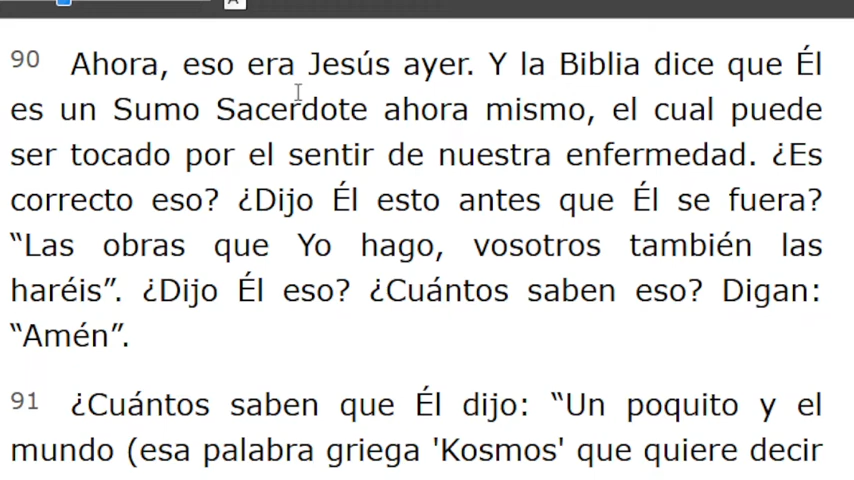 90 Ahora, eso era Jesús ayer. Y la Biblia dice que Él
es un Sumo Sacerdote ahora mismo, el cual puede
ser tocado por el sentir de nuestra enfermedad. ¿Es
correcto eso? ¿Dijo Él esto antes que Él se fuera?
“Las obras que Yo hago, vosotros también las
haréis”. ¿Dijo Él eso? ¿Cuántos saben eso? Digan:
“Amén”.
91 ¿Cuántos saben que Él dijo: “Un poquito y el
mundo (esa palabra griega 'Kosmos' que quiere decir